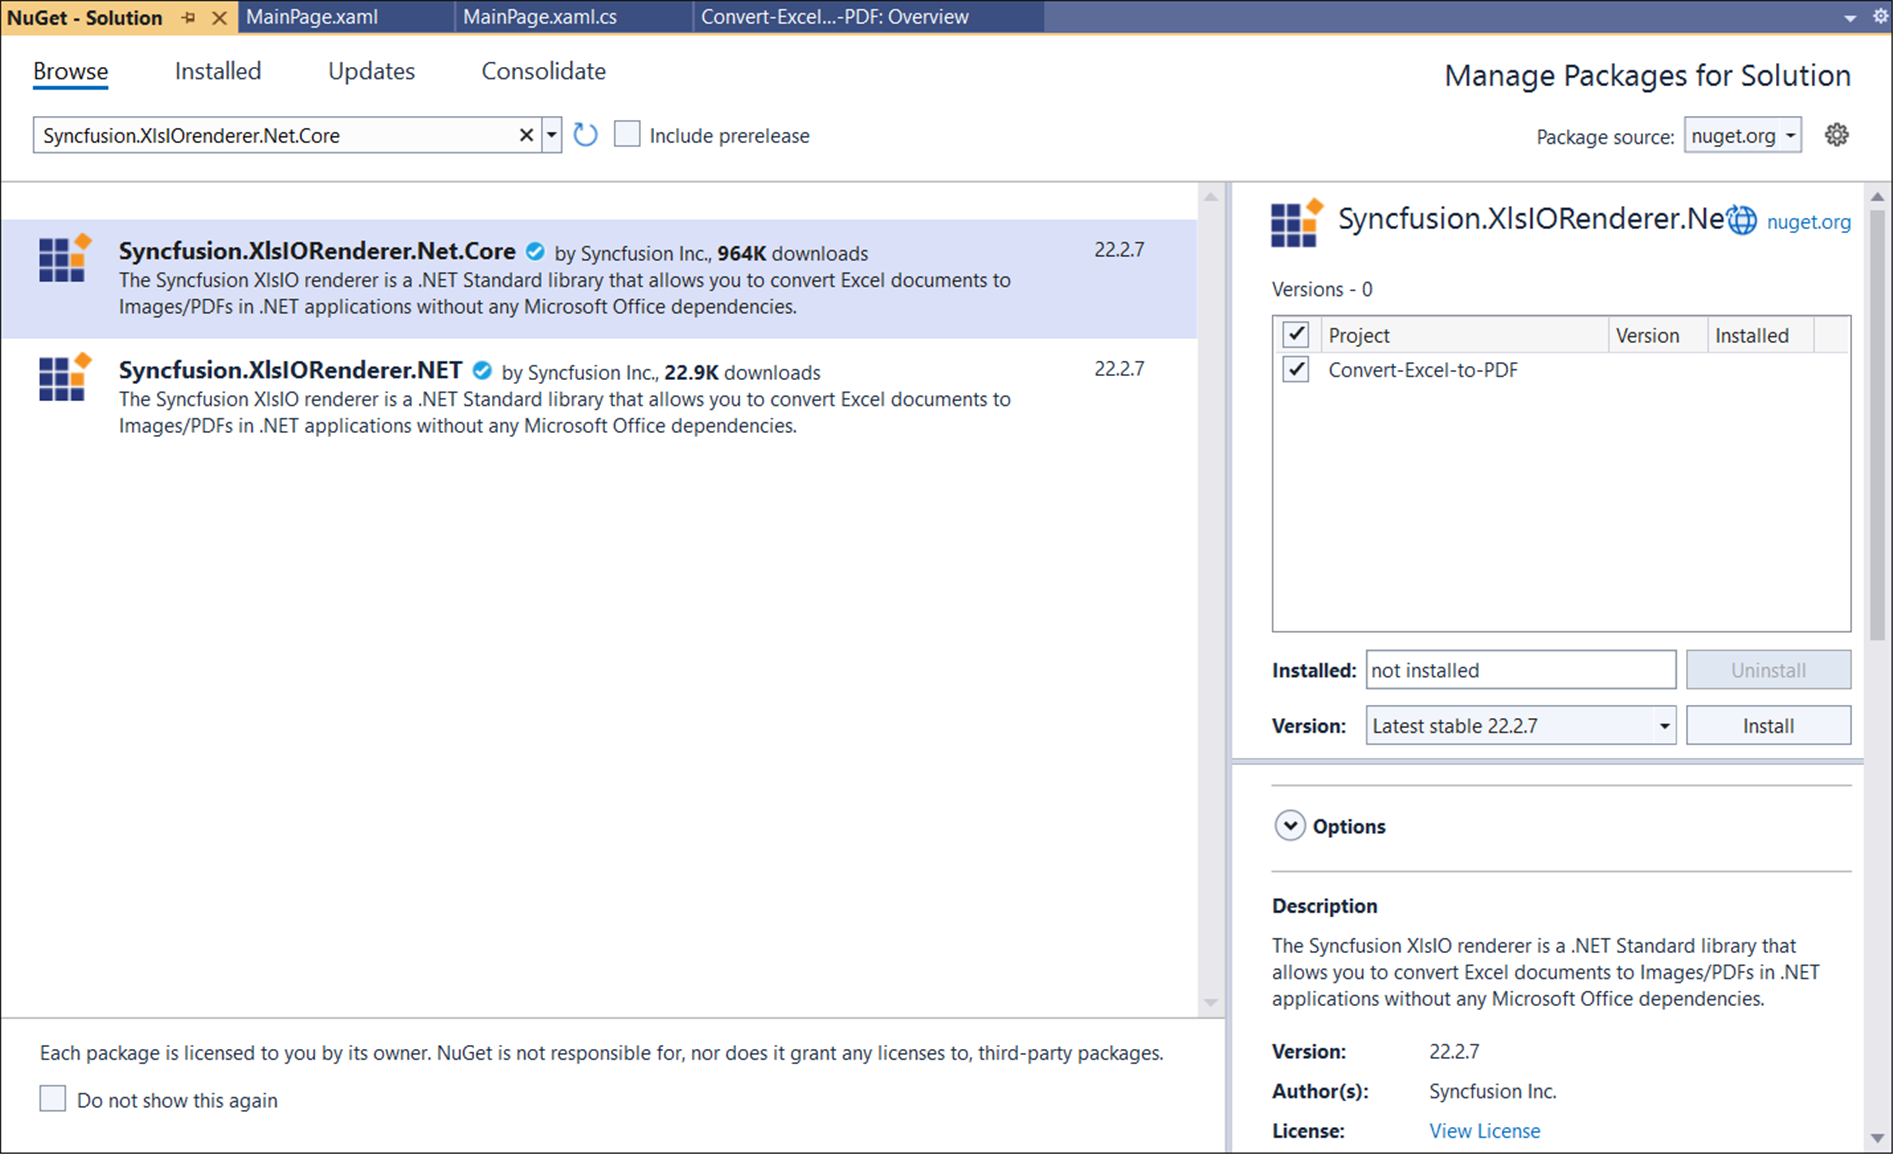 NuGet - Solution
MainPage.xaml
MainPage.xaml.cs
Convert-Excel...-PDF: Overview
Browse
Installed
Updates
Consolidate
Manage Packages for Solution
Syncfusion.XlsIOrenderer.Net.Core
Include prerelease
Package source: nuget.org
Syncfusion.XlsIORenderer.Net.Core by Syncfusion Inc., 964K downloads 22.2.7
The Syncfusion XlsIO renderer is a .NET Standard library that allows you to convert Excel documents to
Images/PDFs in .NET applications without any Microsoft Office dependencies.
Syncfusion.XlsIORenderer.NET by Syncfusion Inc., 22.9K downloads 22.2.7
The Syncfusion XlsIO renderer is a .NET Standard library that allows you to convert Excel documents to
Images/PDFs in .NET applications without any Microsoft Office dependencies.
Each package is licensed to you by its owner. NuGet is not responsible for, nor does it grant any licenses to, third-party packages.
Do not show this again
Syncfusion.XlsIORenderer.Ne nuget.org
Versions - 0
Project Version Installed
Convert-Excel-to-PDF
Installed: not installed Uninstall
Version: Latest stable 22.2.7 Install
Options
Description
The Syncfusion XlsIO renderer is a .NET Standard library that
allows you to convert Excel documents to Images/PDFs in .NET
applications without any Microsoft Office dependencies.
Version: 22.2.7
Author(s): Syncfusion Inc.
License: View License